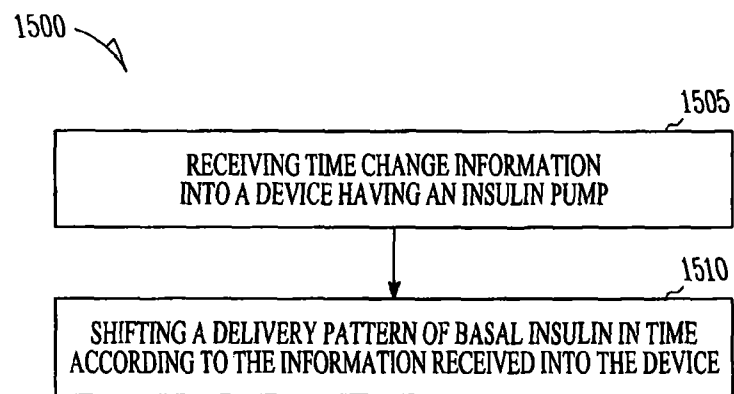 1500
1505
RECEIVING TIME CHANGE INFORMATION
INTO A DEVICE HAVING AN INSULIN PUMP
1510
SHIFTING A DELIVERY PATTERN OF BASAL INSULIN IN TIME
ACCORDING TO THE INFORMATION RECEIVED INTO THE DEVICE